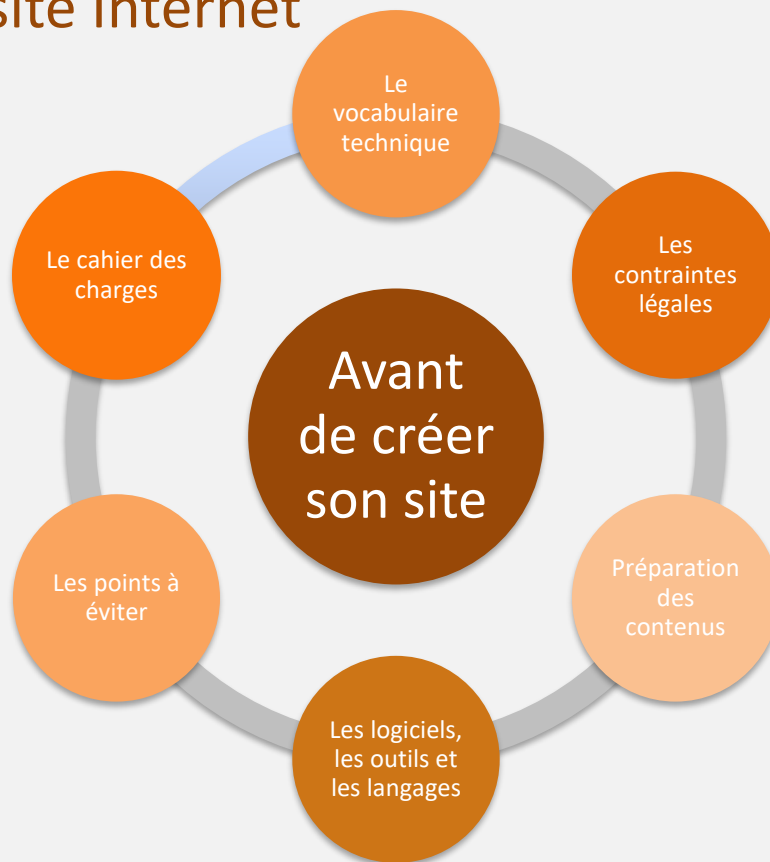 site Internet
Le
vocabulaire
technique
Les
contraintes
légales
Préparation
des
contenus
Les logiciels,
les outils et
les langages
Les points à
éviter
Le cahier des
charges
Avant
de créer
son site